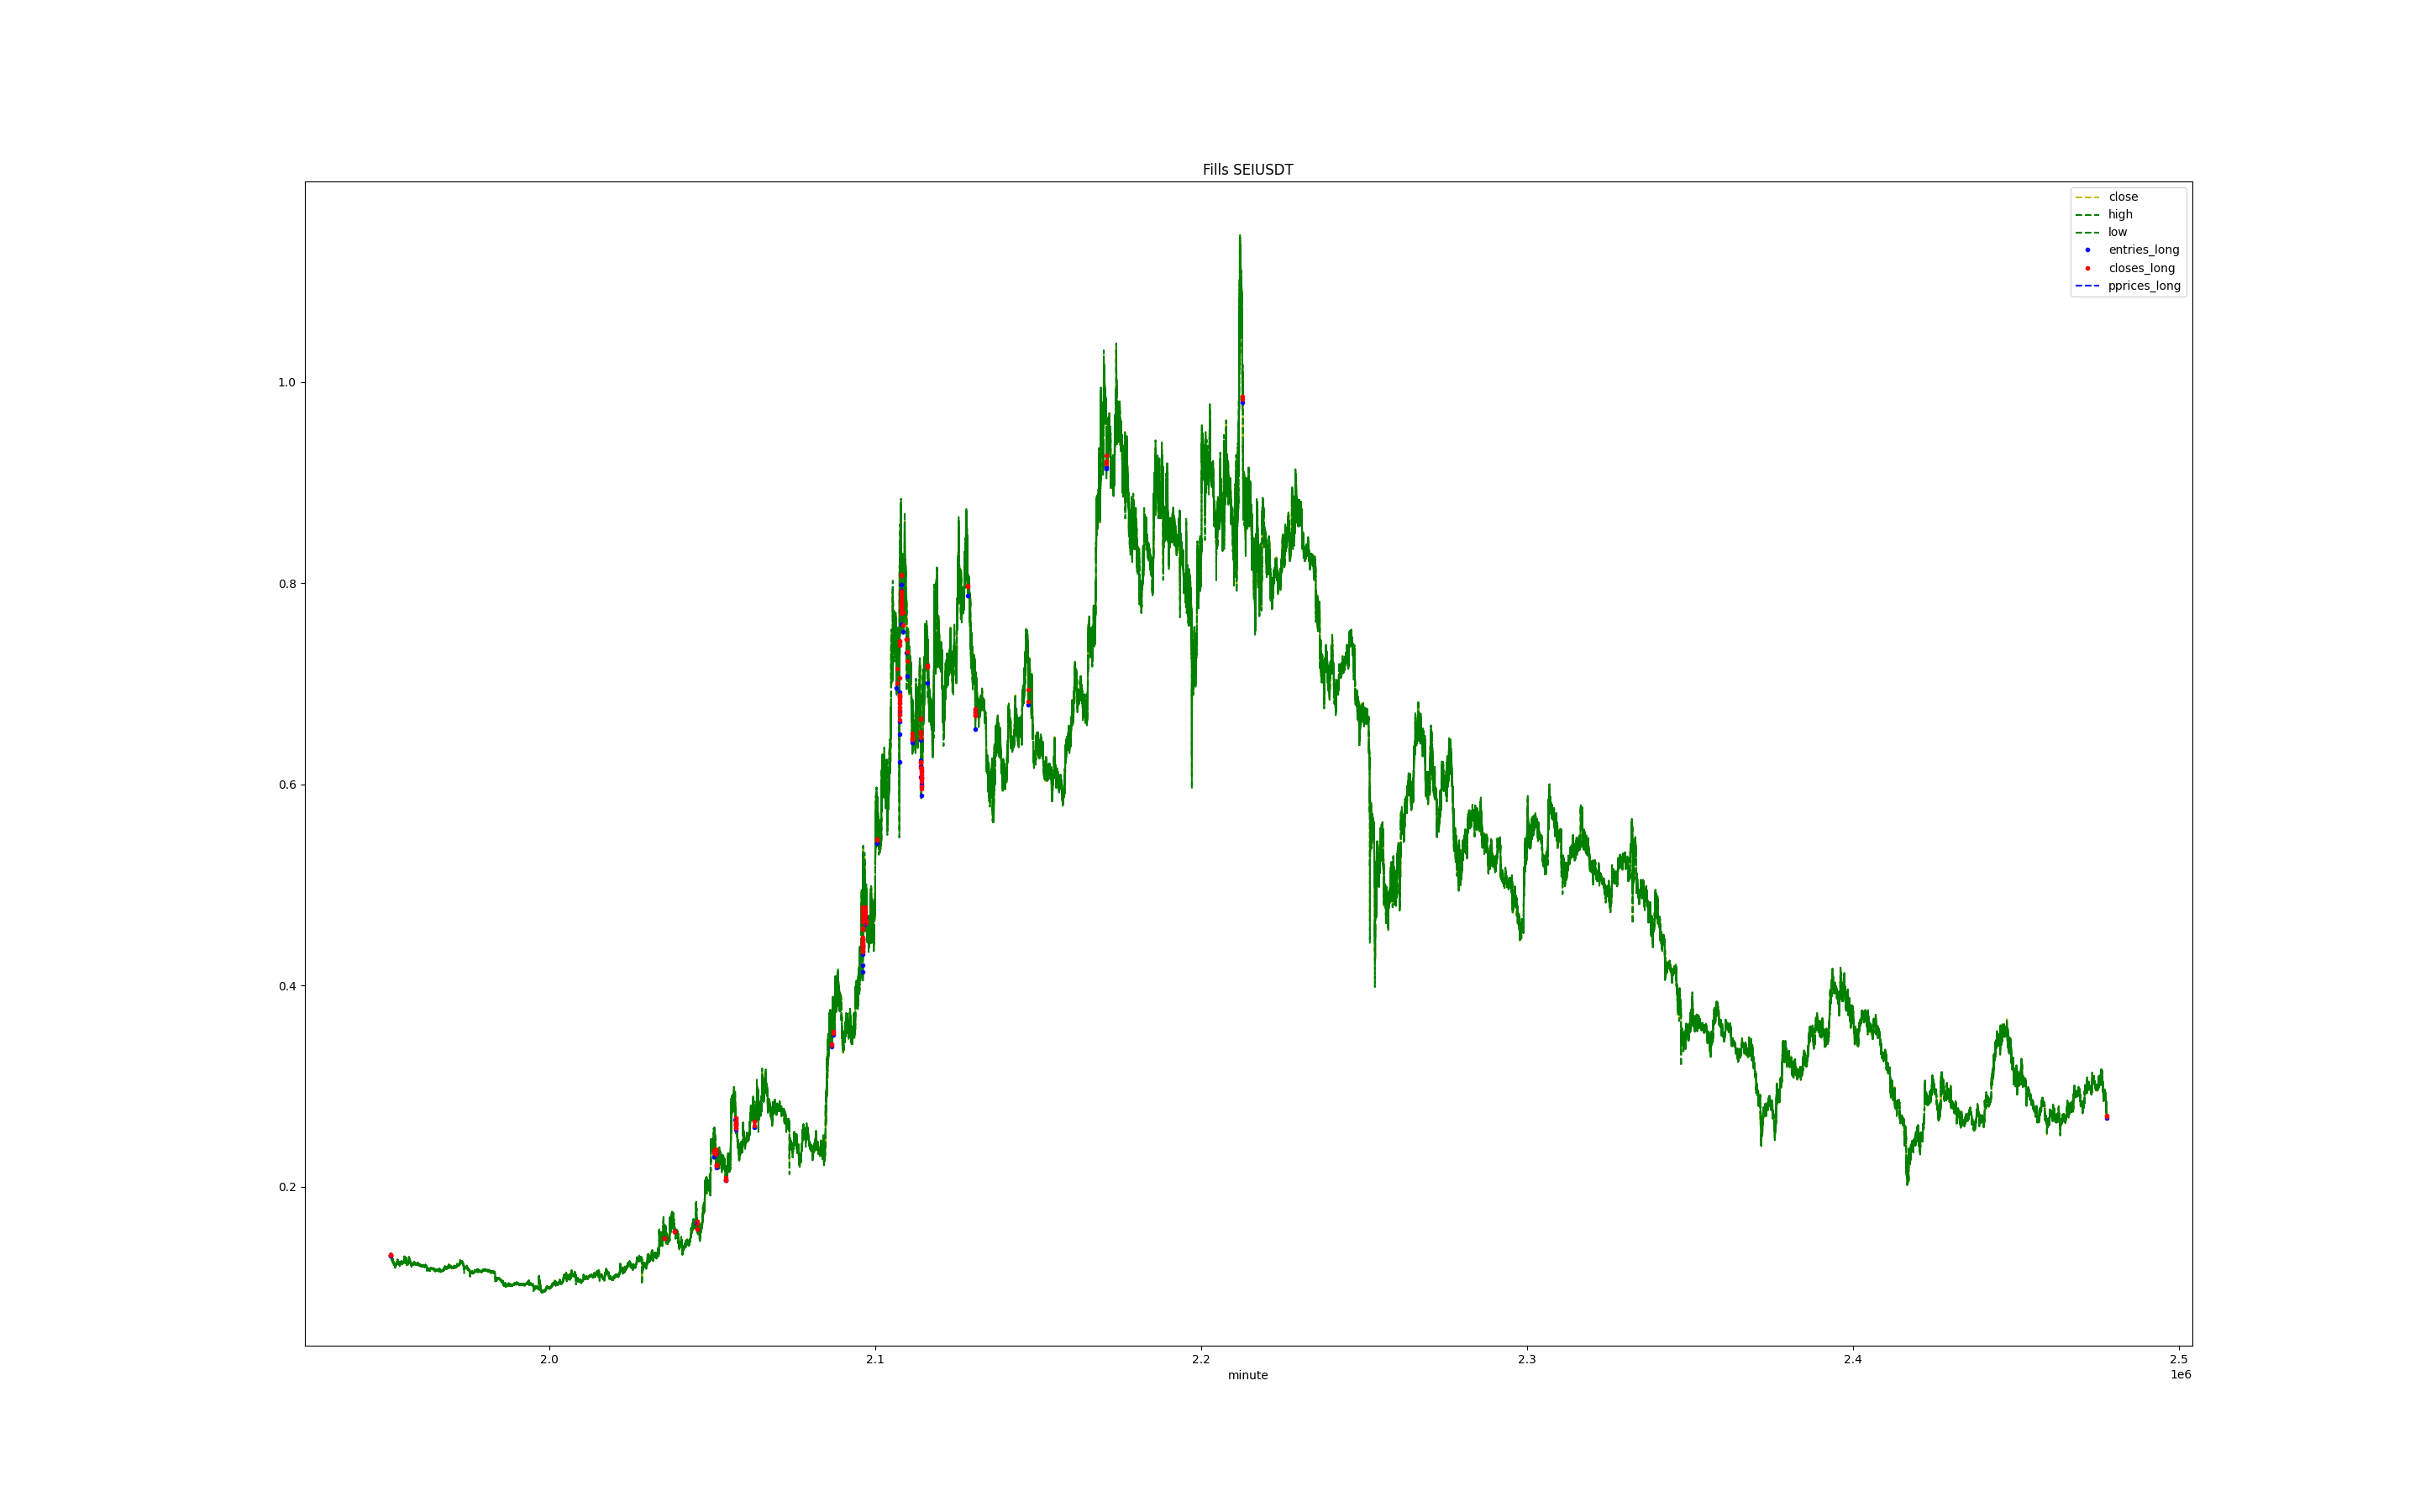 Fills SEIUSDT
close
high
low
entries_long
closes_long
pprices_long
1.0
0.8
0.6
0.4
0.2
2.0
2.1
2.2
2.3
2.4
2.5
1e6
minute